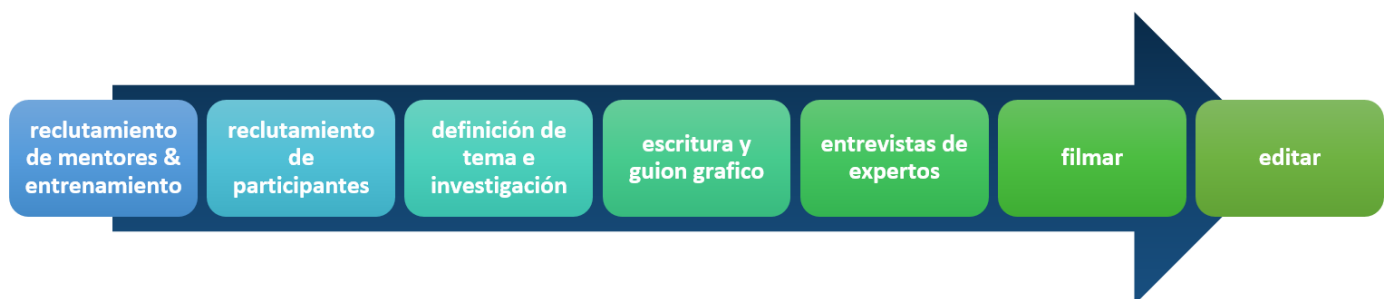 reclutamiento
de mentores &
entrenamiento
reclutamiento
de
participantes
definición de
tema e
investigación
escritura y
guion grafico
entrevistas de
expertos
filmar
editar